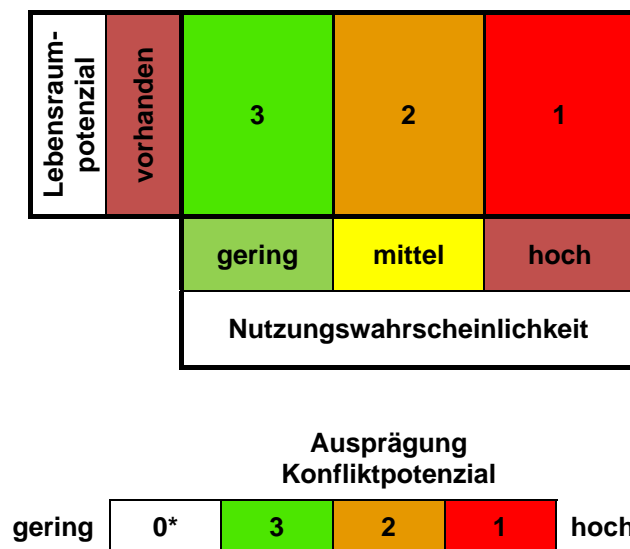 Lebensraum-
potenzial
vorhanden
3 2 1
gering mittel hoch
Nutzungswahrscheinlichkeit
Ausprägung
Konfliktpotenzial
gering 0* 3 2 1 hoch